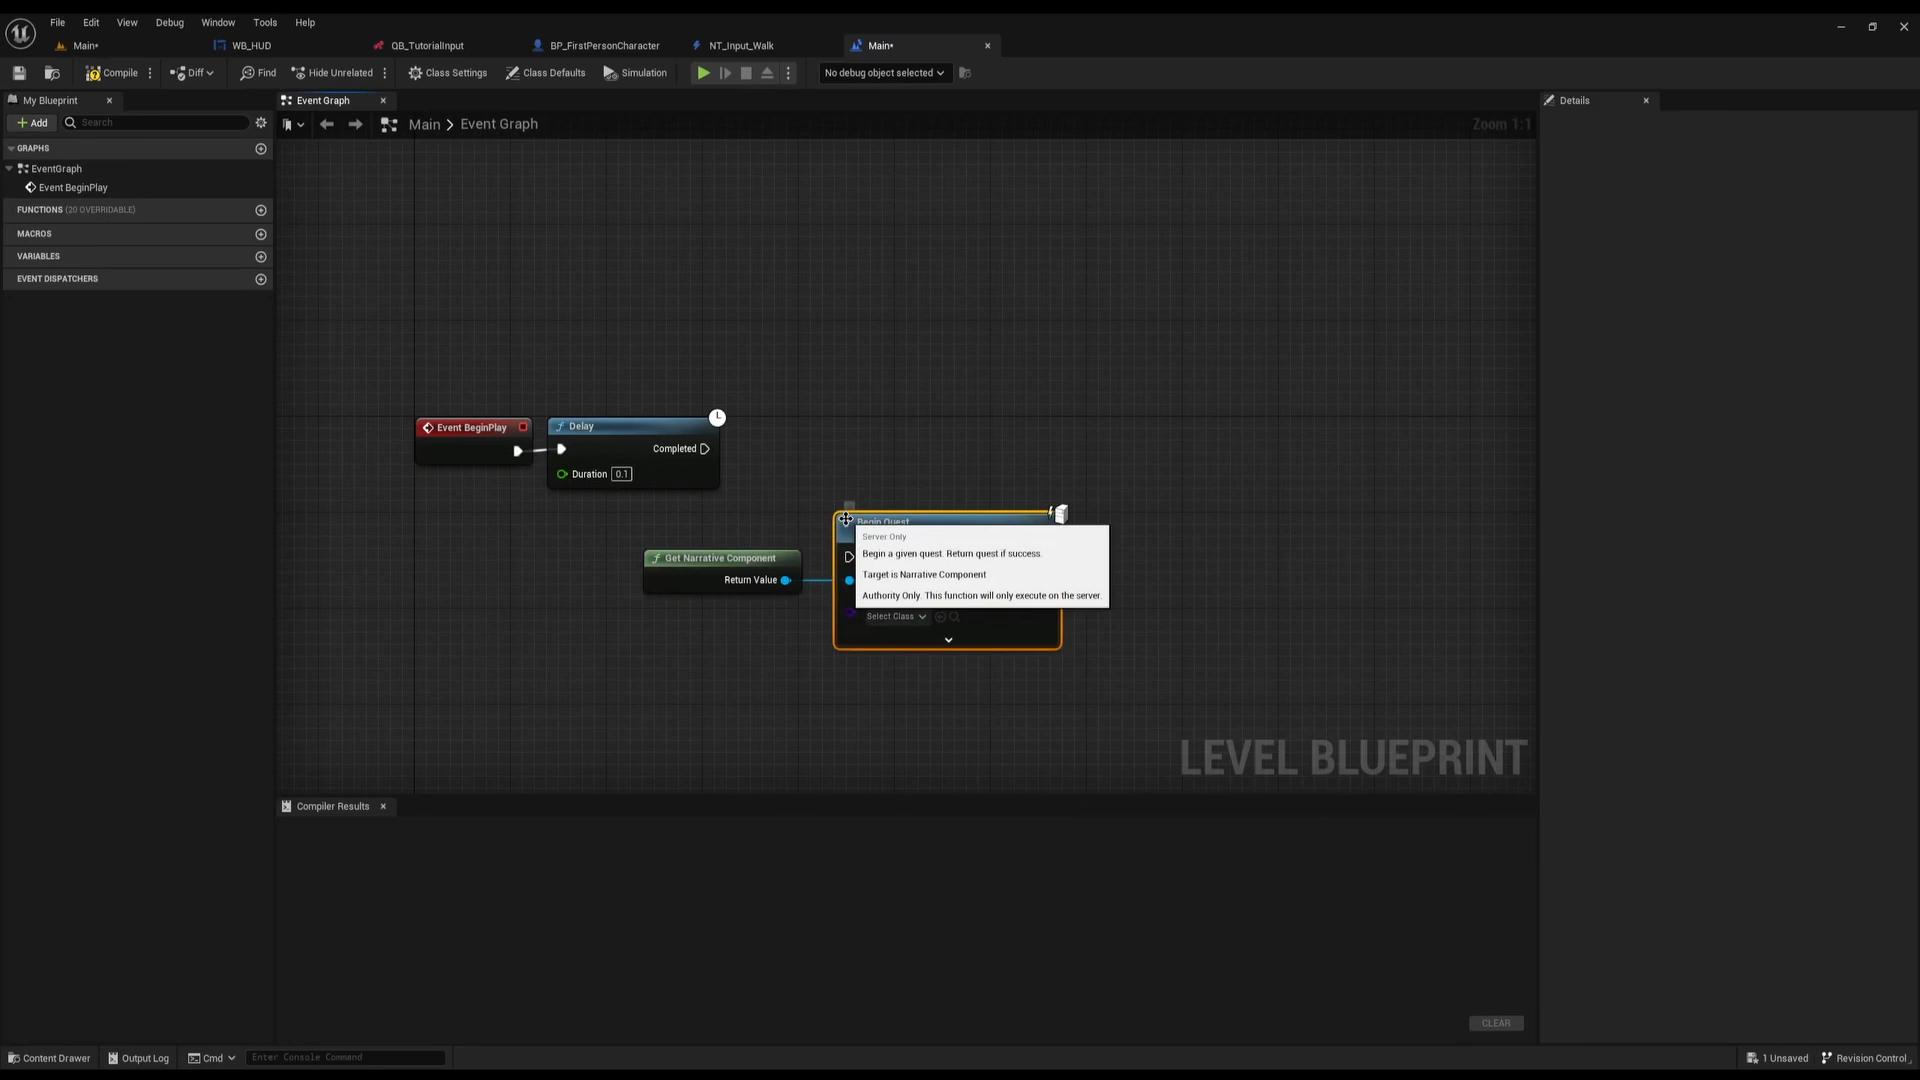 File Edit View Debug Window Tools Help
Main* WB_HUD QB_TutorialInput BP_FirstPersonCharacter NT_Input_Walk Main*
Compile Diff Find Hide Unrelated Class Settings Class Defaults Simulation No debug object selected
My Blueprint
Event Graph
Details
Add Search
Main > Event Graph
Zoom 1:1
GRAPHS
EventGraph
Event BeginPlay
FUNCTIONS (20 OVERRIDABLE)
MACROS
VARIABLES
EVENT DISPATCHERS
Event BeginPlay
Delay
Completed
Duration 0.1
Begin Quest
Server Only
Begin a given quest. Return quest if success.
Target is Narrative Component
Authority Only. This function will only execute on the server.
Get Narrative Component
Return Value
Select Class
LEVEL BLUEPRINT
Compiler Results
CLEAR
Content Drawer Output Log Cmd Enter Console Command 1 Unsaved Revision Control